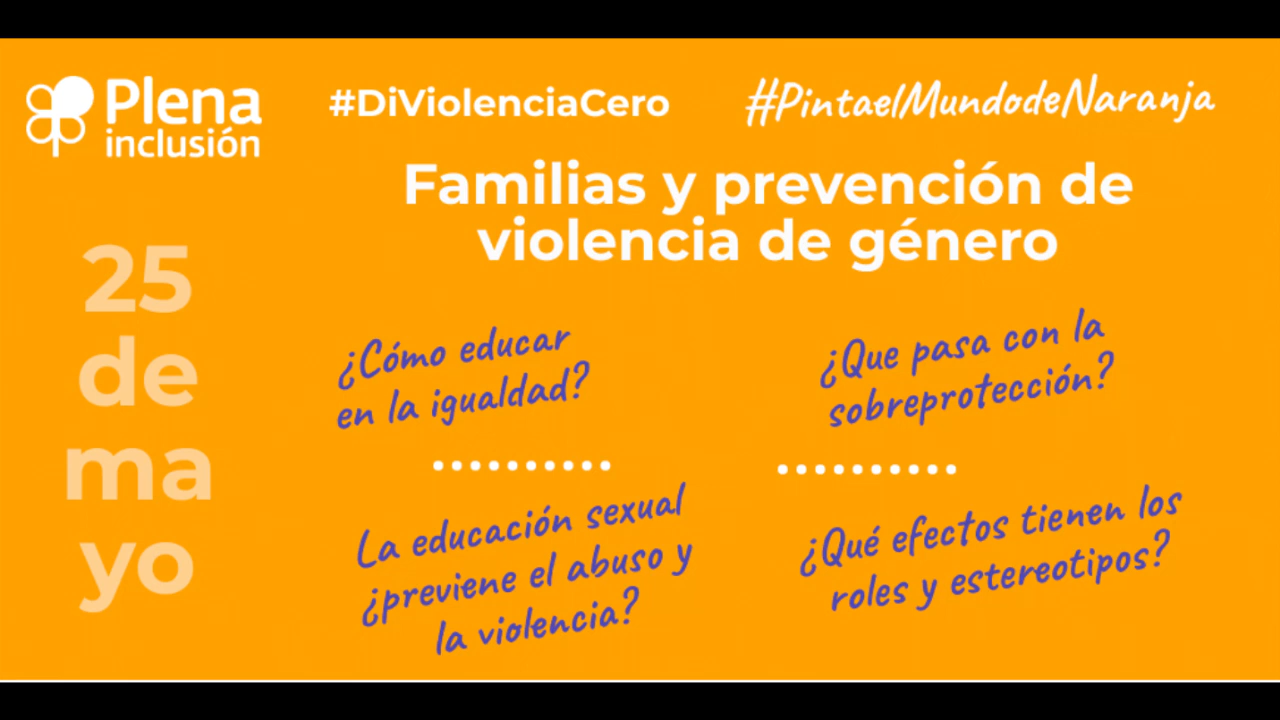 Plena
inclusión
#DiViolenciaCero
#PintaelMundodeNaranja
Familias y prevención de
violencia de género
25
de
ma
yo
¿Cómo educar
en la igualdad?
¿Que pasa con la
sobreprotección?
La educación sexual
¿previene el abuso y
la violencia?
¿Qué efectos tienen los
roles y estereotipos?